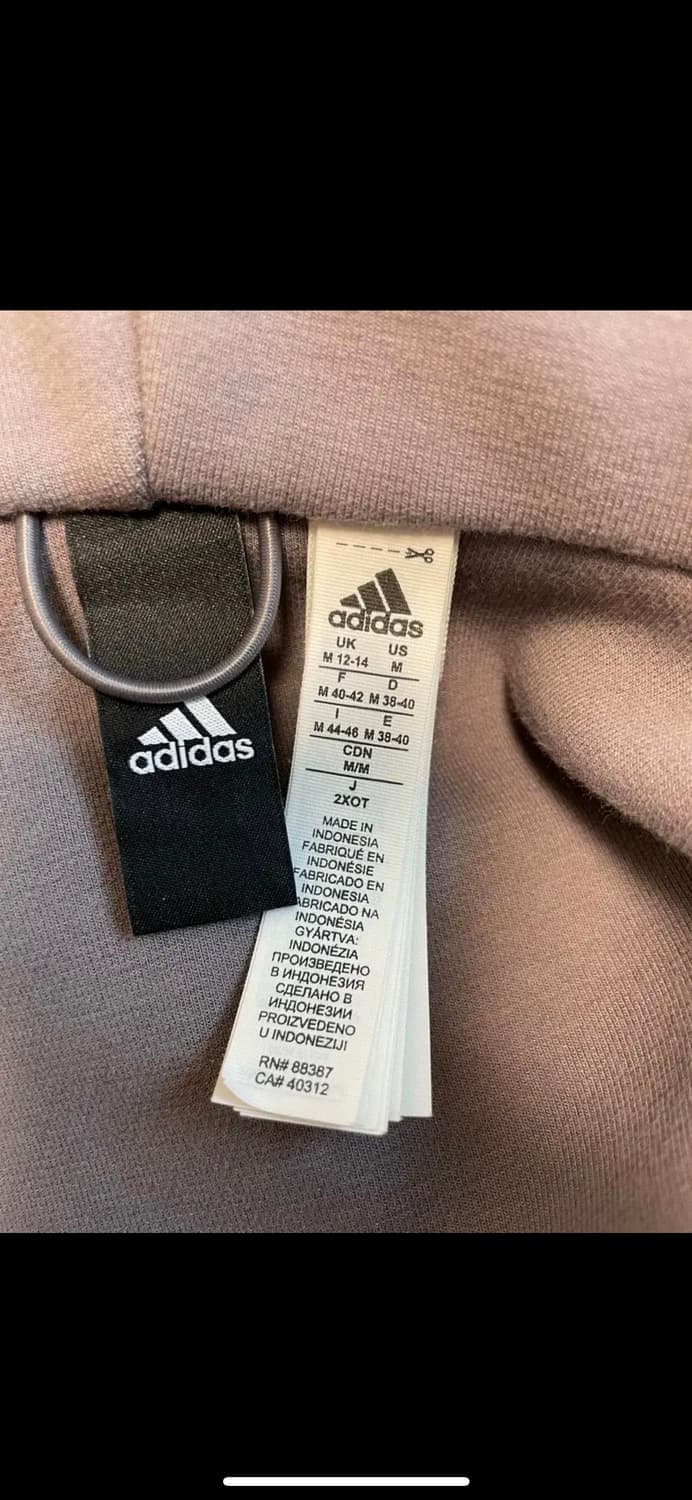 adidas
adidas
UK US
M 12-14 M
F D
M 40-42 M 38-40
I E
M 44-46 M 38-40
CDN
M/M
J
2XOT
MADE IN
INDONESIA
FABRIQUÉ EN
INDONÉSIE
FABRICADO EN
INDONESIA
ABRICADO NA
INDONÉSIA
GYÁRTVA:
INDONÉZIA
ПРОИЗВЕДЕНО
В ИНДОНЕЗИЯ
СДЕЛАНО В
ИНДОНЕЗИИ
PROIZVEDENO
U INDONEZIJI
RN# 88387
CA# 40312